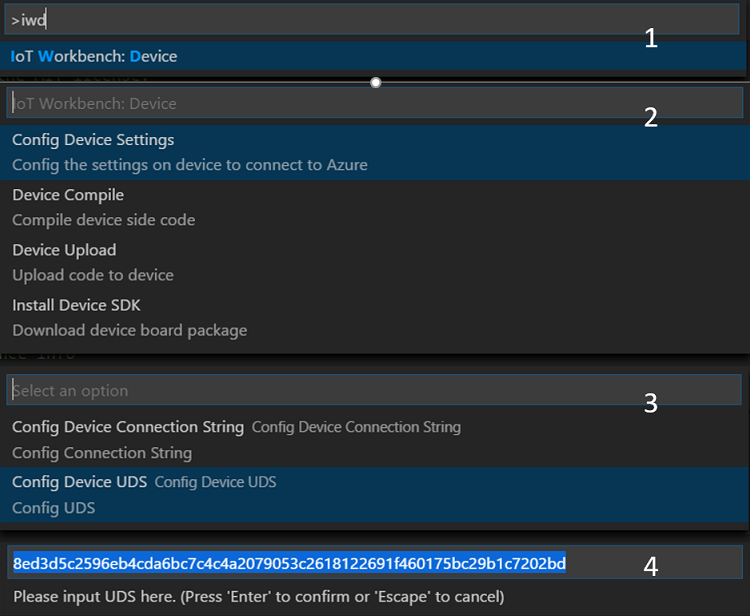 >iwd
1
IoT Workbench: Device
IoT Workbench: Device
2
Config Device Settings
Config the settings on device to connect to Azure
Device Compile
Compile device side code
Device Upload
Upload code to device
Install Device SDK
Download device board package
Select an option
3
Config Device Connection String Config Device Connection String
Config Connection String
Config Device UDS Config Device UDS
Config UDS
8ed3d5c2596eb4cda6bc7c4c4a2079053c2618122691f460175bc29b1c7202bd
4
Please input UDS here. (Press 'Enter' to confirm or 'Escape' to cancel)